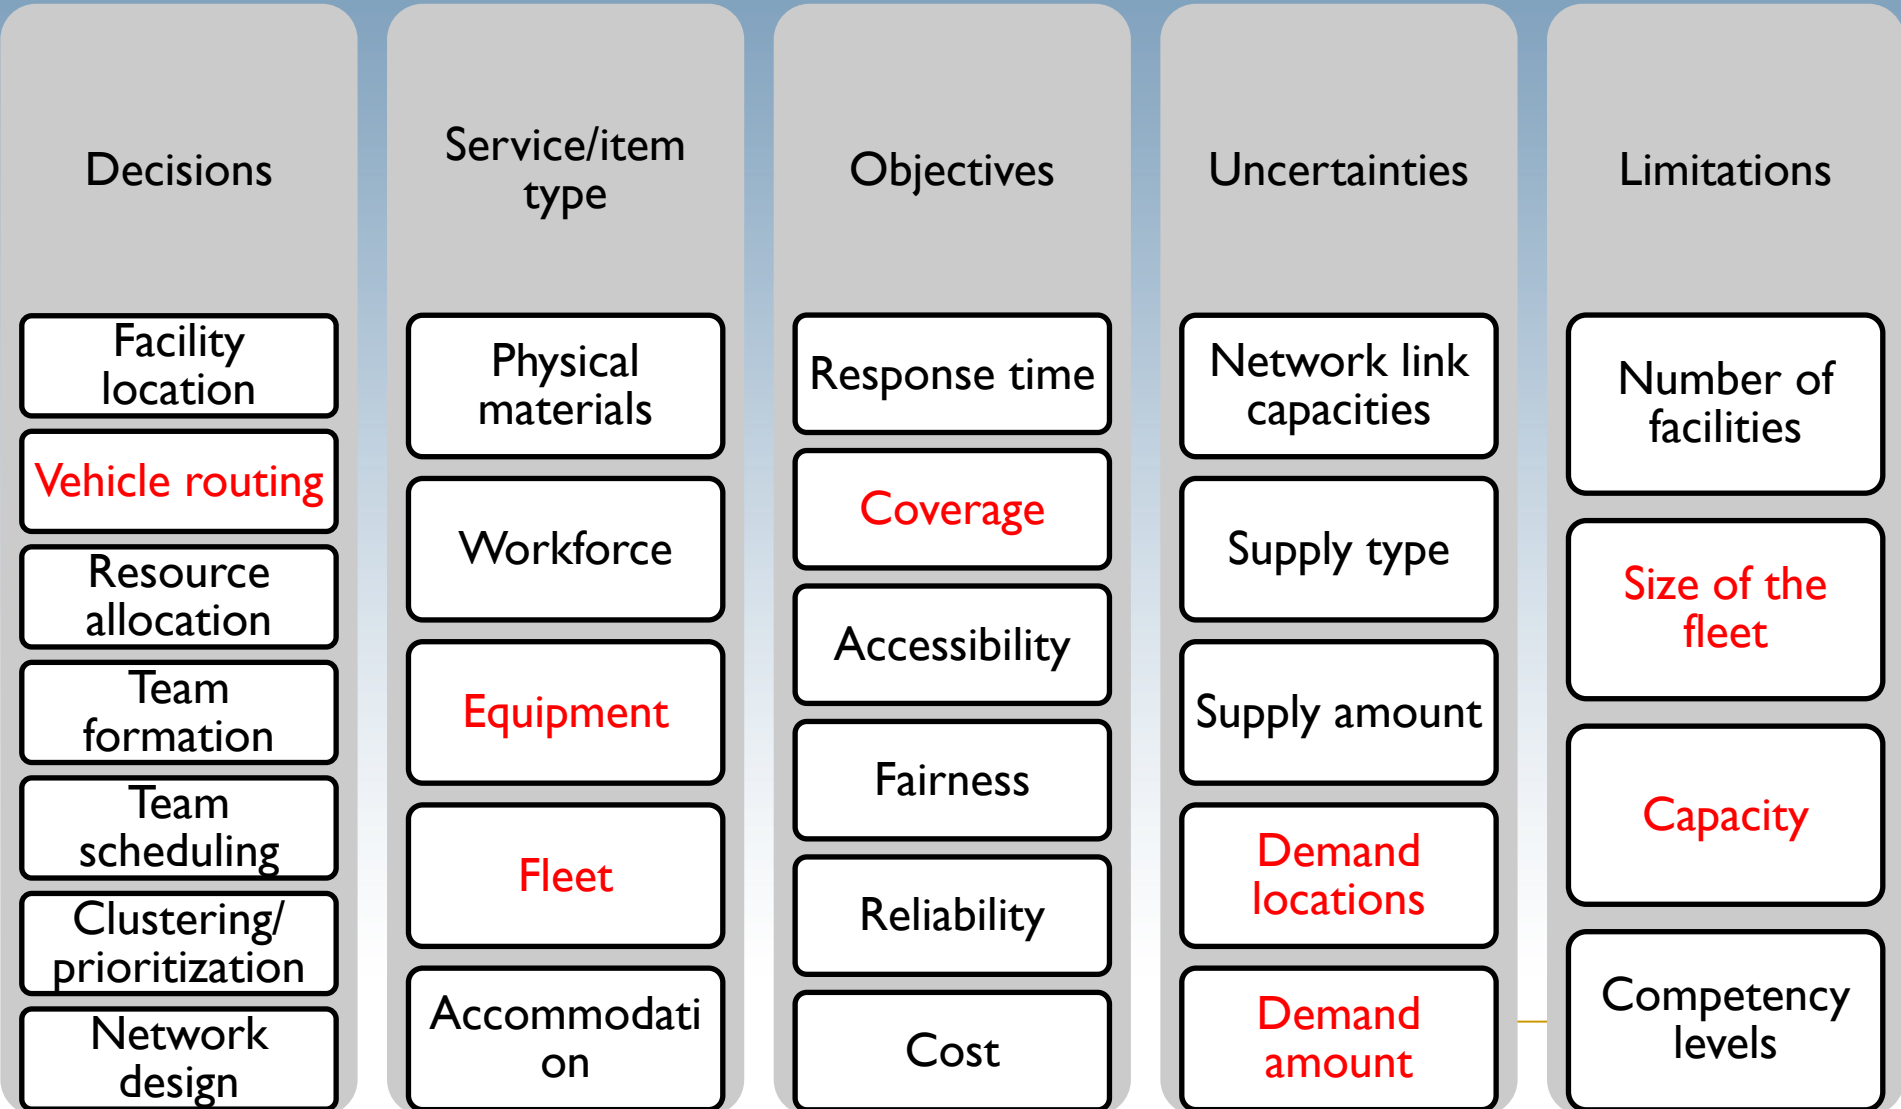 Decisions
Facility
location
Vehicle routing
Resource
allocation
Team
formation
Team
scheduling
Clustering/
prioritization
Network
design
Service/item
type
Physical
materials
Workforce
Equipment
Fleet
Accommodati
on
Objectives
Response time
Coverage
Accessibility
Fairness
Reliability
Cost
Uncertainties
Network link
capacities
Supply type
Supply amount
Demand
locations
Demand
amount
Limitations
Number of
facilities
Size of the
fleet
Capacity
Competency
levels